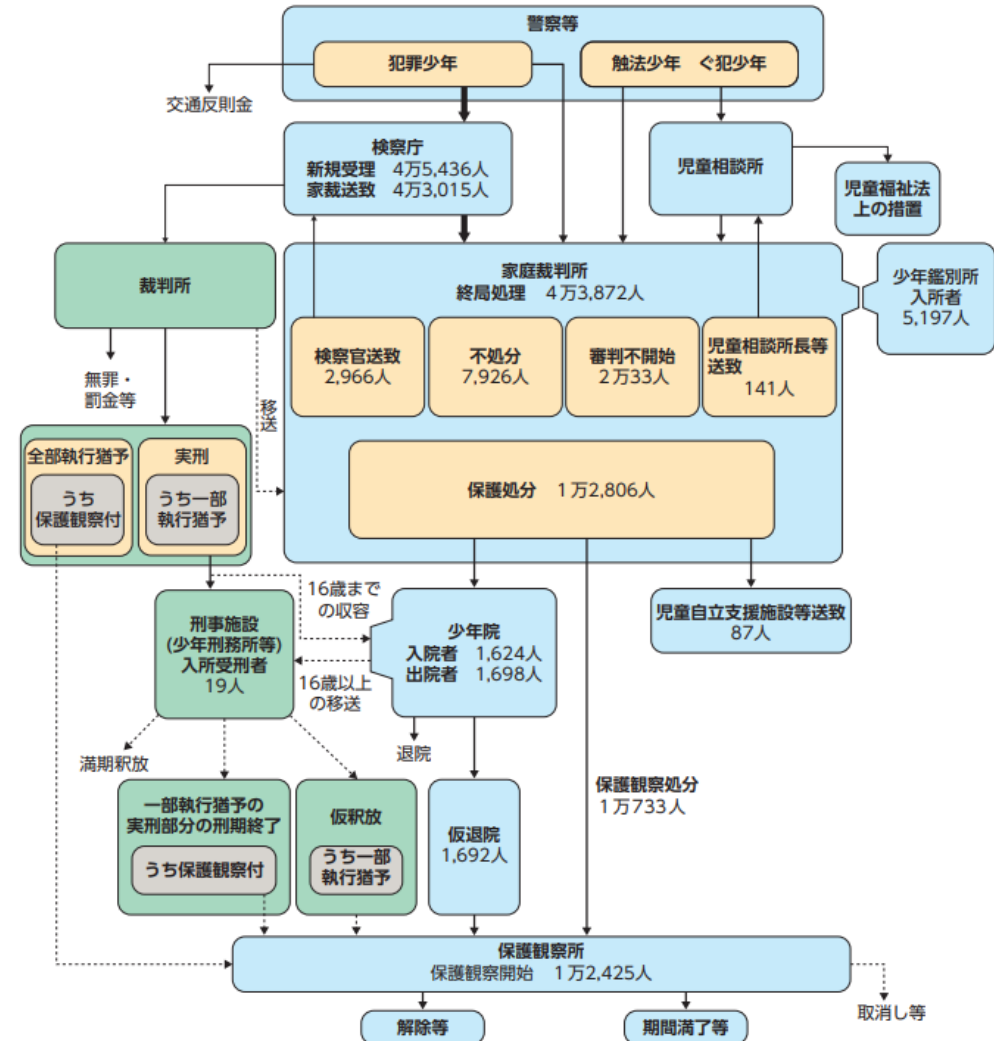 警察等
犯罪少年
触法少年　ぐ犯少年
交通反則金
検察庁
新規受理　4万5,436人
家裁送致　4万3,015人
児童相談所
児童福祉法
上の措置
裁判所
家庭裁判所
終局処理　4万3,872人
少年鑑別所
入所者
5,197人
検察官送致
2,966人
不処分
7,926人
審判不開始
2万33人
児童相談所長等
送致
141人
無罪・
罰金等
移送
全部執行猶予
うち
保護観察付
実刑
うち一部
執行猶予
保護処分　1万2,806人
16歳まで
の収容
刑事施設
(少年刑務所等)
入所受刑者
19人
少年院
入院者　1,624人
出院者　1,698人
児童自立支援施設等送致
87人
16歳以上
の移送
満期釈放
退院
保護観察処分
1万733人
一部執行猶予の
実刑部分の刑期終了
うち保護観察付
仮釈放
うち一部
執行猶予
仮退院
1,692人
保護観察所
保護観察開始　1万2,425人
取消し等
解除等
期間満了等